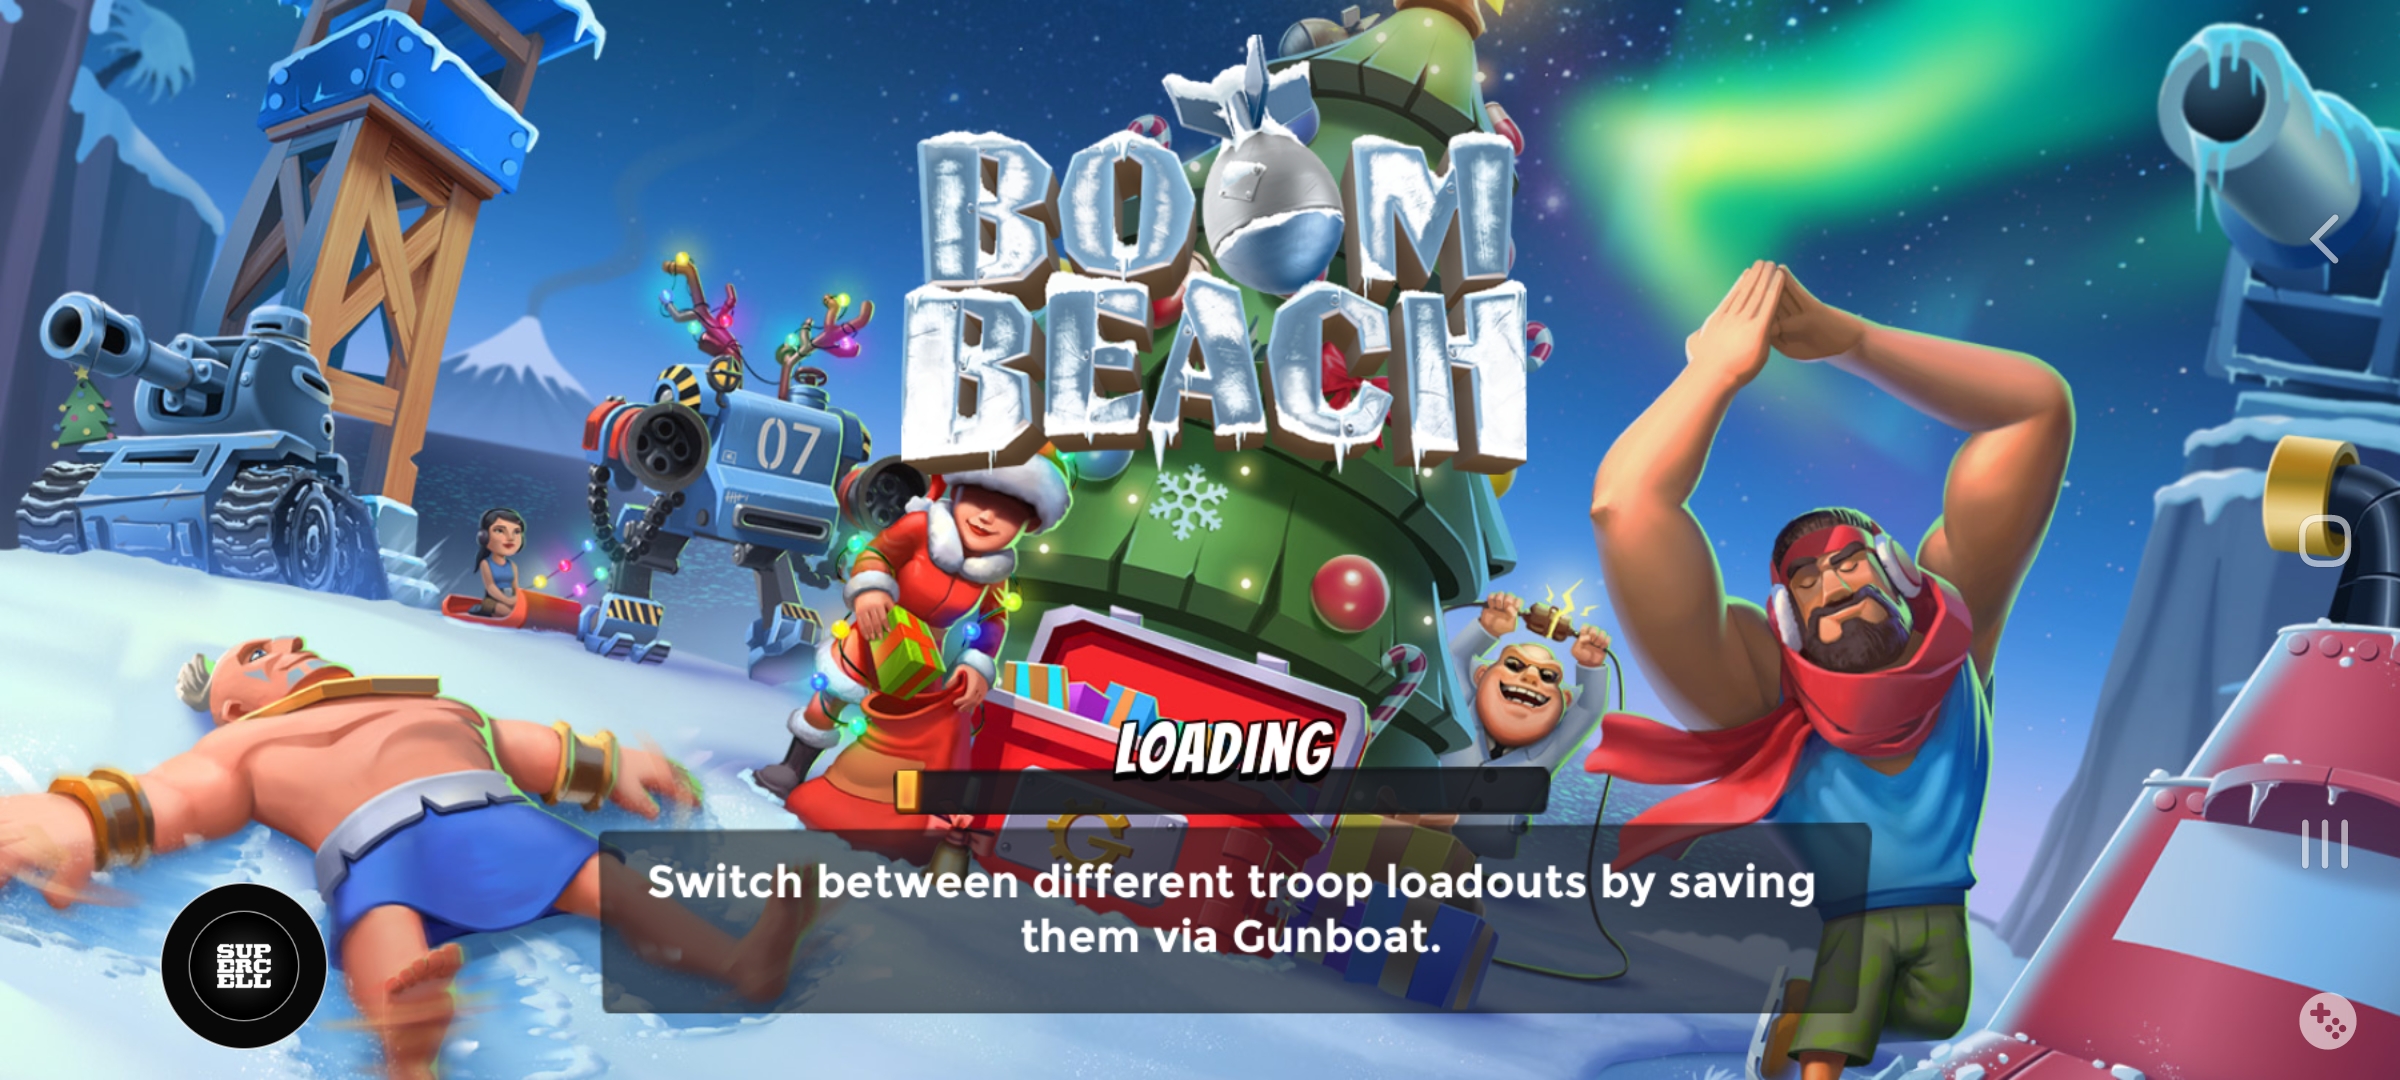 BOOM
BEACH
07
LOADING
Switch between different troop loadouts by saving
them via Gunboat.
SUP
ERC
ELL